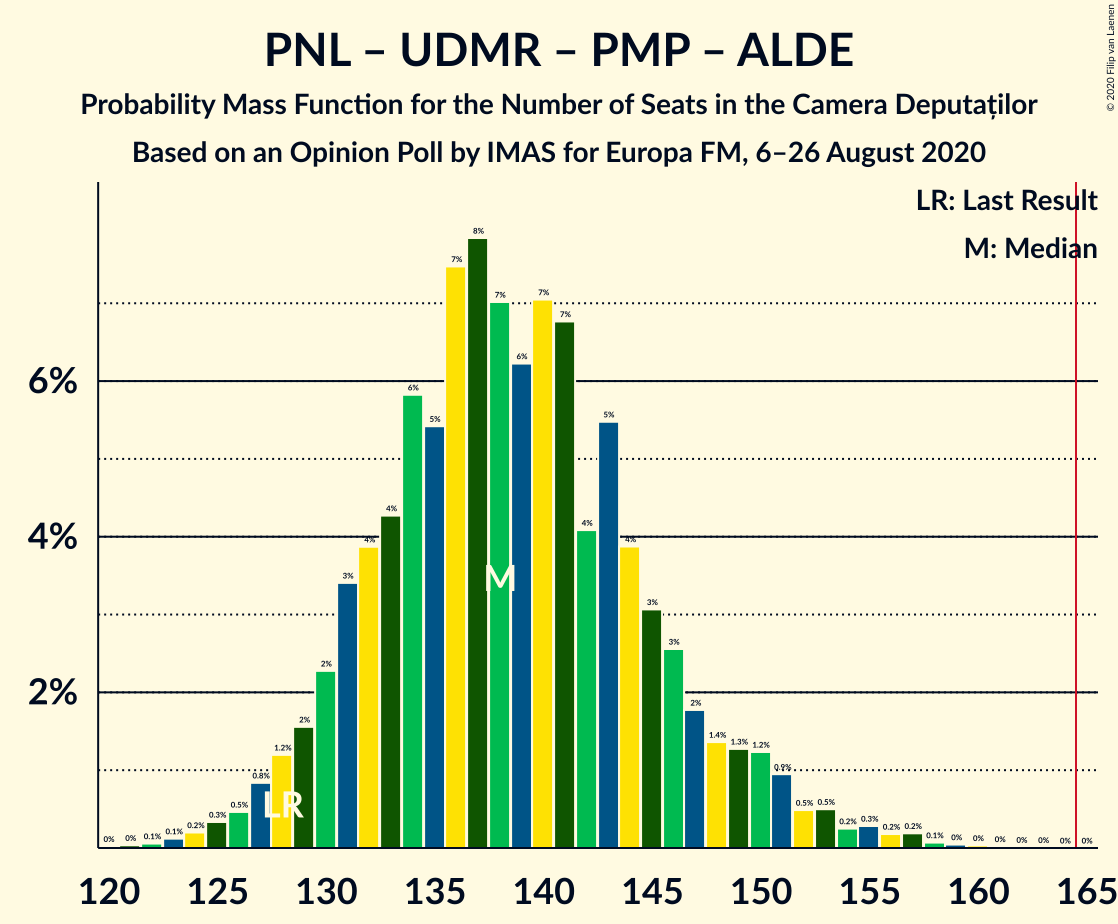 PNL – UDMR – PMP – ALDE
Probability Mass Function for the Number of Seats in the Camera Deputaților
Based on an Opinion Poll by IMAS for Europa FM, 6–26 August 2020
© 2020 Filip van Laenen
LR: Last Result
M: Median
6%
4%
2%
0% 0% 0.1% 0.1% 0.2% 0.3% 0.5% 0.8% 1.2% 2% 2% 3% 4% 4% 6% 5% 7% 8% 7% 6% 7% 7% 4% 5% 4% 3% 3% 2% 1.4% 1.3% 1.2% 0.9% 0.5% 0.5% 0.2% 0.3% 0.2% 0.2% 0.1% 0% 0% 0% 0% 0% 0% 0%
M
LR
120 125 130 135 140 145 150 155 160 165